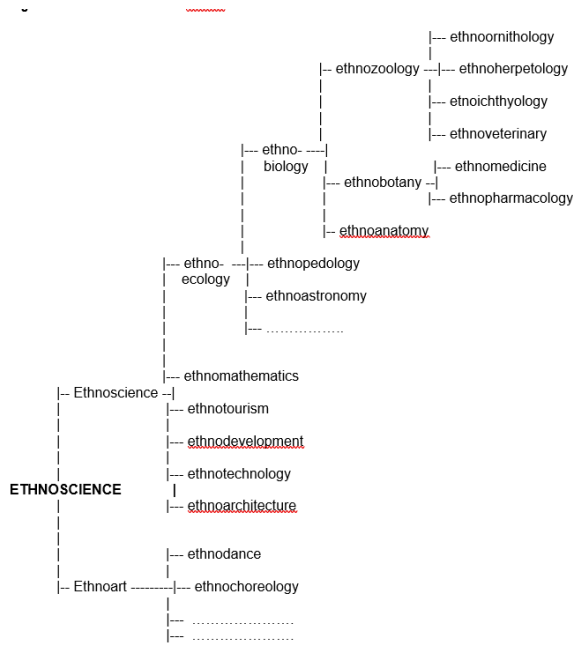 |--- ethnoornithology
|-- ethnozoology ---|--- ethnoherpetology
|--- etnoichthyology
|--- ethnoveterinary
|--- ethno- ----|
biology
|--- ethnomedicine
|--- ethnobotany --|
|--- ethnopharmacology
|-- ethnoanatomy
|--- ethno- ---|--- ethnopedology
ecology
|--- ethnoastronomy
|--- ……………..
|--- ethnomathematics
|-- Ethnoscience --|
|--- ethnotourism
|--- ethnodevelopment
|--- ethnotechnology
ETHNOSCIENCE
|--- ethnoarchitecture
|--- ethnodance
|-- Ethnoart ---------|--- ethnochoreology
|--- ………………….
|--- ………………….